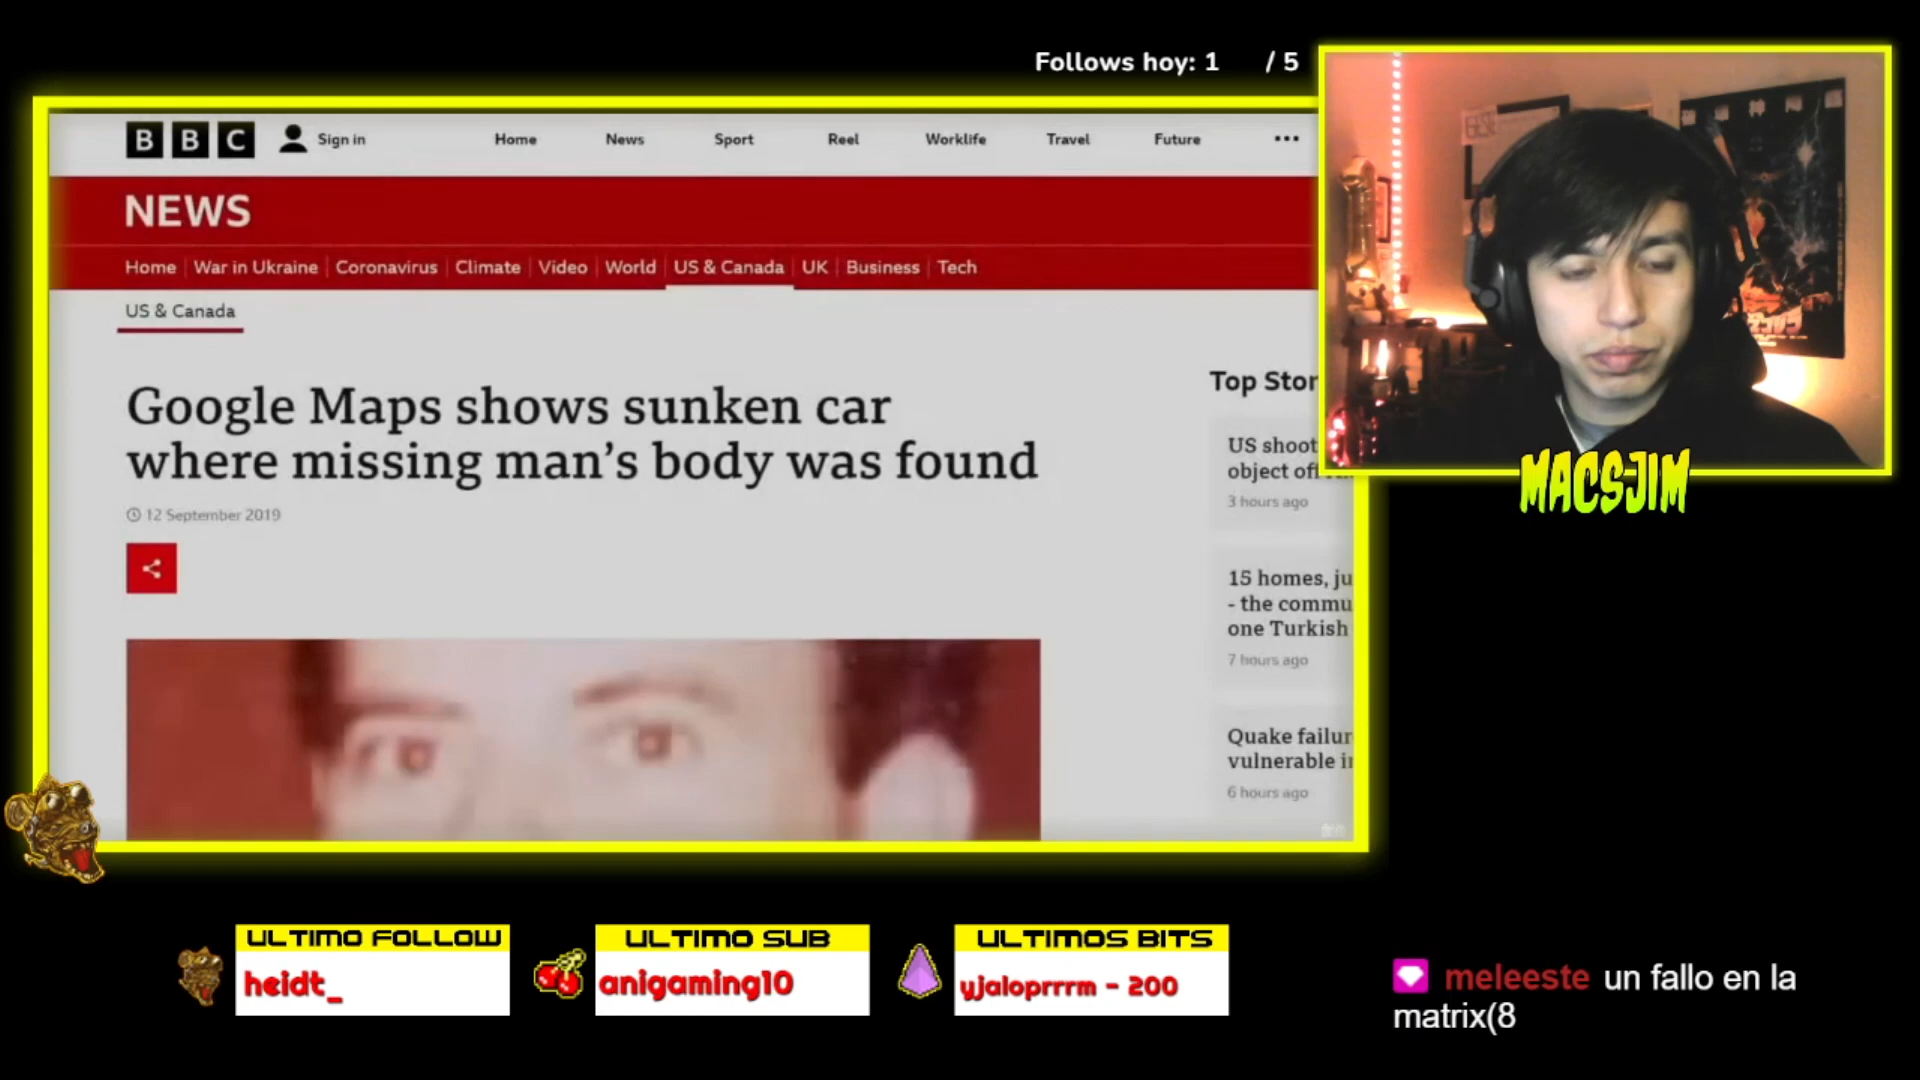 Follows hoy: 1 / 5
BBC Sign in Home News Sport Reel Worklife Travel Future ...
NEWS
Home War in Ukraine Coronavirus Climate Video World US & Canada UK Business Tech
US & Canada
Google Maps shows sunken car
where missing man's body was found
12 September 2019
Top Stor
US shoot
object of
3 hours ago
15 homes, ju
- the commu
one Turkish
7 hours ago
Quake failur
vulnerable i
6 hours ago
MACSJIM
ULTIMO FOLLOW
heidt_
ULTIMO SUB
anigaming10
ULTIMOS BITS
yjaloprrrm - 200
meleeste un fallo en la
matrix(8